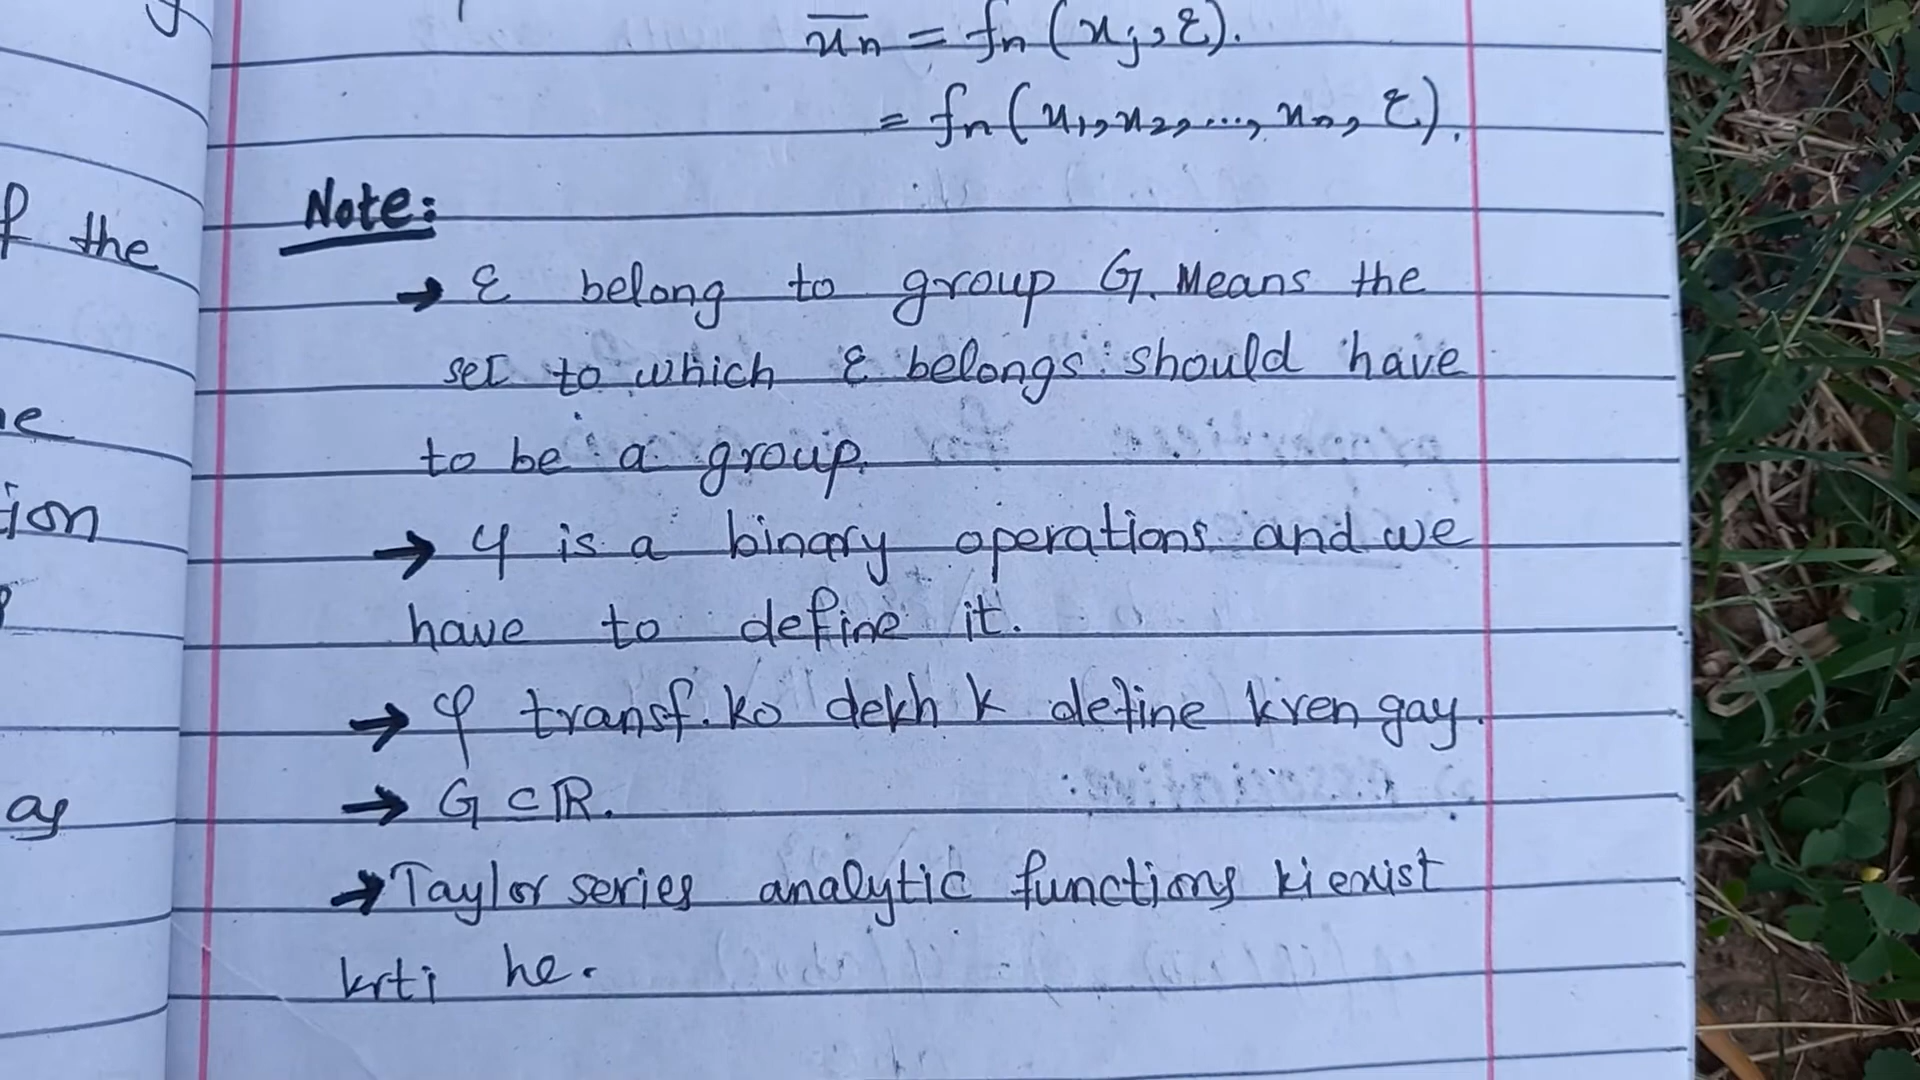 f the
e
ion
as
x̄n = fn (xj, ε).
= fn (x1, x2, ..., xn, ε).
Note:
→ ε belong to group G. Means the
set to which ε belongs should have
to be a group.
→ φ is a binary operations and we
have to define it.
→ φ transf. ko dekh k define kren gay.
→ G ⊂ ℝ.
→ Taylor series analytic functions ki exist
krti he.